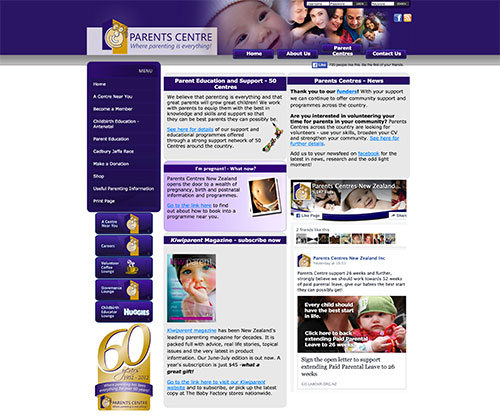 PARENTS CENTRE
Where parenting is everything!
Home
About Us
Parent Centres
Contact Us
Like
MENU
Home
A Centre Near You
Become a Member
Childbirth Education - Antenatal
Parent Education
Cadbury Jaffa Race
Make a Donation
Shop
Useful Parenting Information
Print Page
A Centre Near You
Careers
Volunteer Coffee Lounge
Governance Lounge
Childbirth Educator Lounge
HUGGIES
60
years
1952 - 2012
PARENTS CENTRE
Parent Education and Support - 50 Centres
We believe that parenting is everything and that
great parents will grow great children! We work
with parents to equip them with the best in
knowledge and skills and support so that
they can be best parents they can possibly be.
See here for details of our support and
educational programmes offered
through a strong support network of 50
Centres around the country.
I'm pregnant! - What now?
Parents Centres New Zealand
opens the door to a wealth of
pregnancy, birth and postnatal
information and programmes.
Go to the link here to find
out about how to book into a
programme near you.
Kiwiparent Magazine - subscribe now
Kiwiparent magazine has been New Zealand's
leading parenting magazine for decades. It is
packed full with advice, real life stories, topical
issues and the very latest in product
information. Our June-July edition is out now. A
year's subscription is just $45 -what a
great gift!
Go to the link here to visit our Kiwiparent
website and to subscribe, or pick up the latest
copy at The Baby Factory stores nationwide.
Parents Centres - News
Thank you to our funders! With your support
we can continue to offer community support and
programmes across the country.
Are you interested in volunteering your
time for parents in your community? Parents
Centres across the country are looking for
volunteers - use your skills, broaden your CV
and strengthen your community. See here for
further details.
Add us to your newsfeed on facebook for the
latest in news, research and the odd light
moment!
Parents Centres New Zealand...
Like Page
Share
2 friends like this
Parents Centres New Zealand Inc
Parents Centre support 26 weeks and further,
strongly believe we should work towards 52 weeks
of paid parental leave, give our babies the best start
they can possibly get!
Every child should
have the best start
in life.
Click here to back
extending Paid Parental
Leave to 26 weeks
Sign the open letter to support
extending Paid Parental Leave to 26
weeks